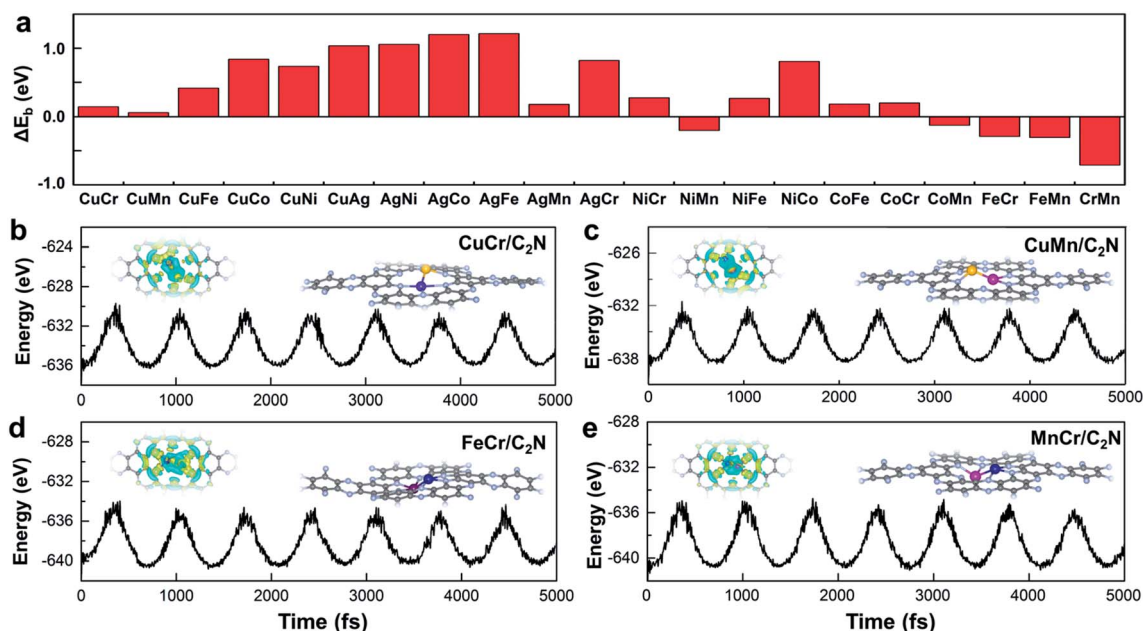 a
ΔE_b (eV)
1.0
0.0
-1.0
CuCr CuMn CuFe CuCo CuNi CuAg AgNi AgCo AgFe AgMn AgCr NiCr NiMn NiFe NiCo CoFe CoCr CoMn FeCr FeMn CrMn
b
CuCr/C₂N
Energy (eV)
-624
-628
-632
-636
0 1000 2000 3000 4000 5000
c
CuMn/C₂N
Energy (eV)
-626
-632
-638
0 1000 2000 3000 4000 5000
d
FeCr/C₂N
Energy (eV)
-628
-632
-636
-640
0 1000 2000 3000 4000 5000
Time (fs)
e
MnCr/C₂N
Energy (eV)
-628
-632
-636
-640
0 1000 2000 3000 4000 5000
Time (fs)